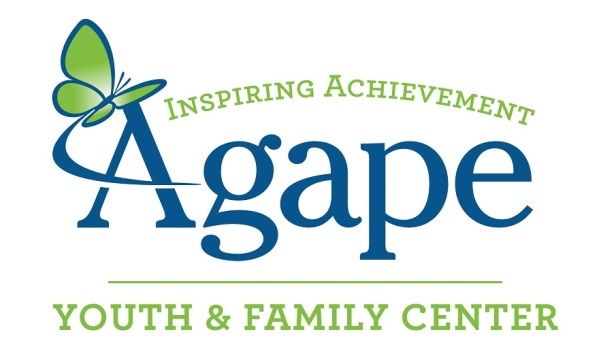 INSPIRING ACHIEVEMENT
Agape
YOUTH & FAMILY CENTER